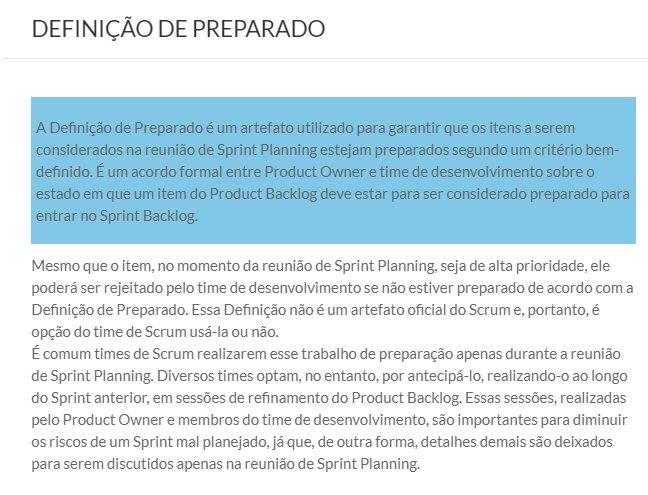 DEFINIÇÃO DE PREPARADO
A Definição de Preparado é um artefato utilizado para garantir que os itens a serem
considerados na reunião de Sprint Planning estejam preparados segundo um critério bem-
definido. É um acordo formal entre Product Owner e time de desenvolvimento sobre o
estado em que um item do Product Backlog deve estar para ser considerado preparado para
entrar no Sprint Backlog.
Mesmo que o item, no momento da reunião de Sprint Planning, seja de alta prioridade, ele
poderá ser rejeitado pelo time de desenvolvimento se não estiver preparado de acordo com a
Definição de Preparado. Essa Definição não é um artefato oficial do Scrum e, portanto, é
opção do time de Scrum usá-la ou não.
É comum times de Scrum realizarem esse trabalho de preparação apenas durante a reunião
de Sprint Planning. Diversos times optam, no entanto, por antecipá-lo, realizando-o ao longo
do Sprint anterior, em sessões de refinamento do Product Backlog. Essas sessões, realizadas
pelo Product Owner e membros do time de desenvolvimento, são importantes para diminuir
os riscos de um Sprint mal planejado, já que, de outra forma, detalhes demais são deixados
para serem discutidos apenas na reunião de Sprint Planning.